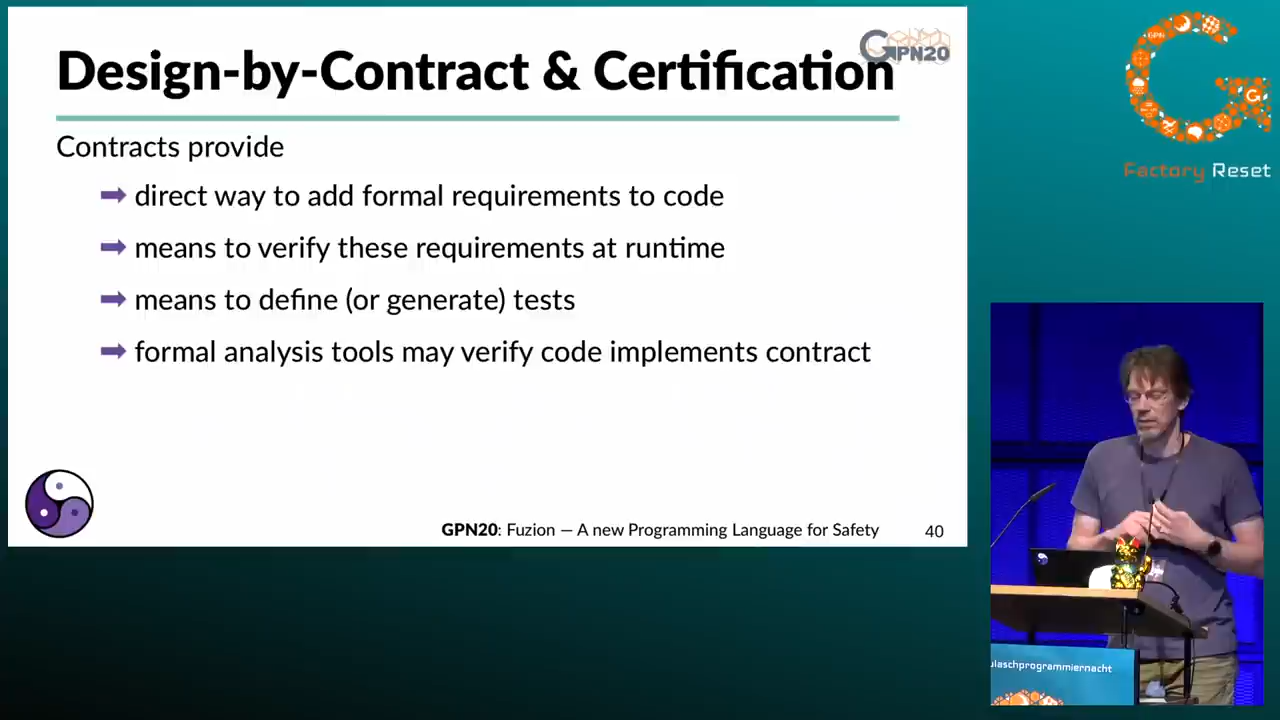 Design-by-Contract & Certification
GPN20
Contracts provide
direct way to add formal requirements to code
means to verify these requirements at runtime
means to define (or generate) tests
formal analysis tools may verify code implements contract
GPN20: Fuzion — A new Programming Language for Safety
40
Factory Reset
ulaschprogrammiernacht